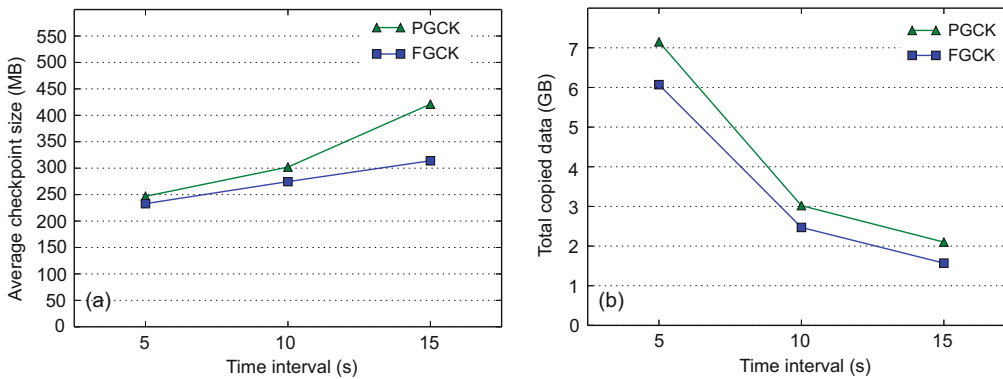 550
500
450
400
350
300
250
200
150
100
50
0
Average checkpoint size (MB)
PGCK
FGCK
(a)
5 10 15
Time interval (s)
7
6
5
4
3
2
1
0
Total copied data (GB)
PGCK
FGCK
(b)
5 10 15
Time interval (s)